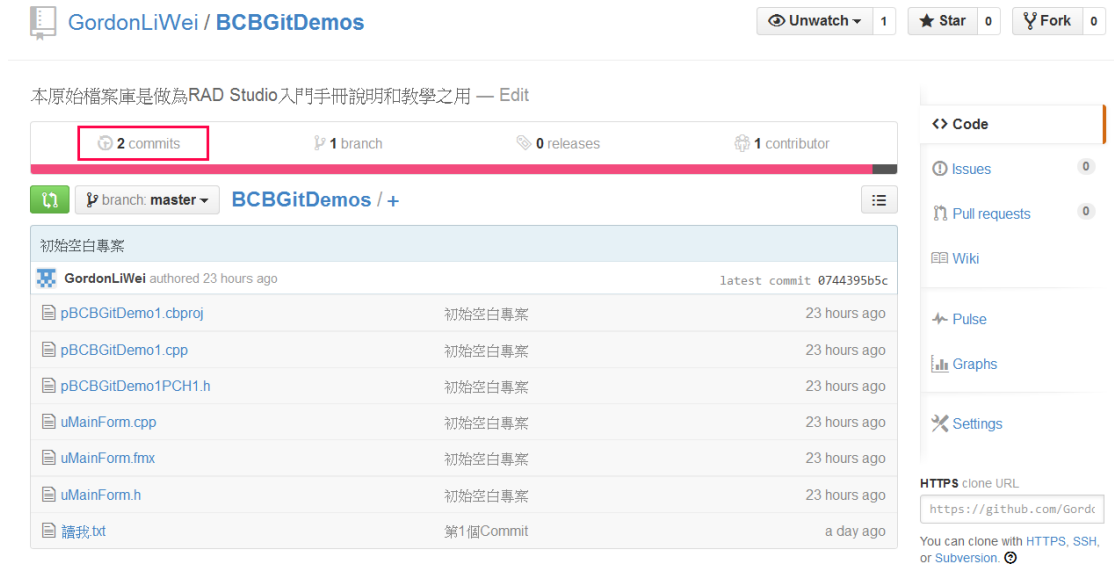 GordonLiWei / BCBGitDemos
Unwatch 1
Star 0
Fork 0
本原始檔案庫是做為RAD Studio入門手冊說明和教學之用 — Edit
2 commits
1 branch
0 releases
1 contributor
branch: master
BCBGitDemos / +
初始空白專案
GordonLiWei authored 23 hours ago
latest commit 0744395b5c
pBCBGitDemo1.cbproj 初始空白專案 23 hours ago
pBCBGitDemo1.cpp 初始空白專案 23 hours ago
pBCBGitDemo1PCH1.h 初始空白專案 23 hours ago
uMainForm.cpp 初始空白專案 23 hours ago
uMainForm.fmx 初始空白專案 23 hours ago
uMainForm.h 初始空白專案 23 hours ago
讀我.txt 第1個Commit a day ago
Code
Issues 0
Pull requests 0
Wiki
Pulse
Graphs
Settings
HTTPS clone URL
https://github.com/Gordo
You can clone with HTTPS, SSH,
or Subversion.